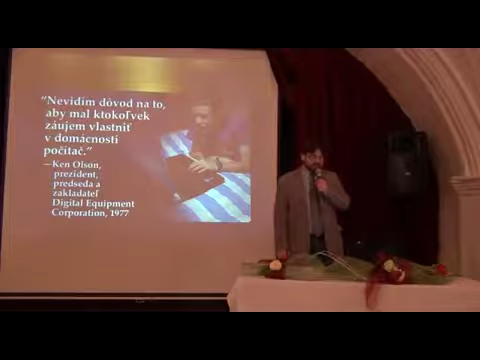 “Nevidím dôvod na to,
aby mal ktokoľvek
záujem vlastniť
v domácnosti
počítač.”
—Ken Olson,
prezident,
predseda a
zakladateľ
Digital Equipment
Corporation, 1977